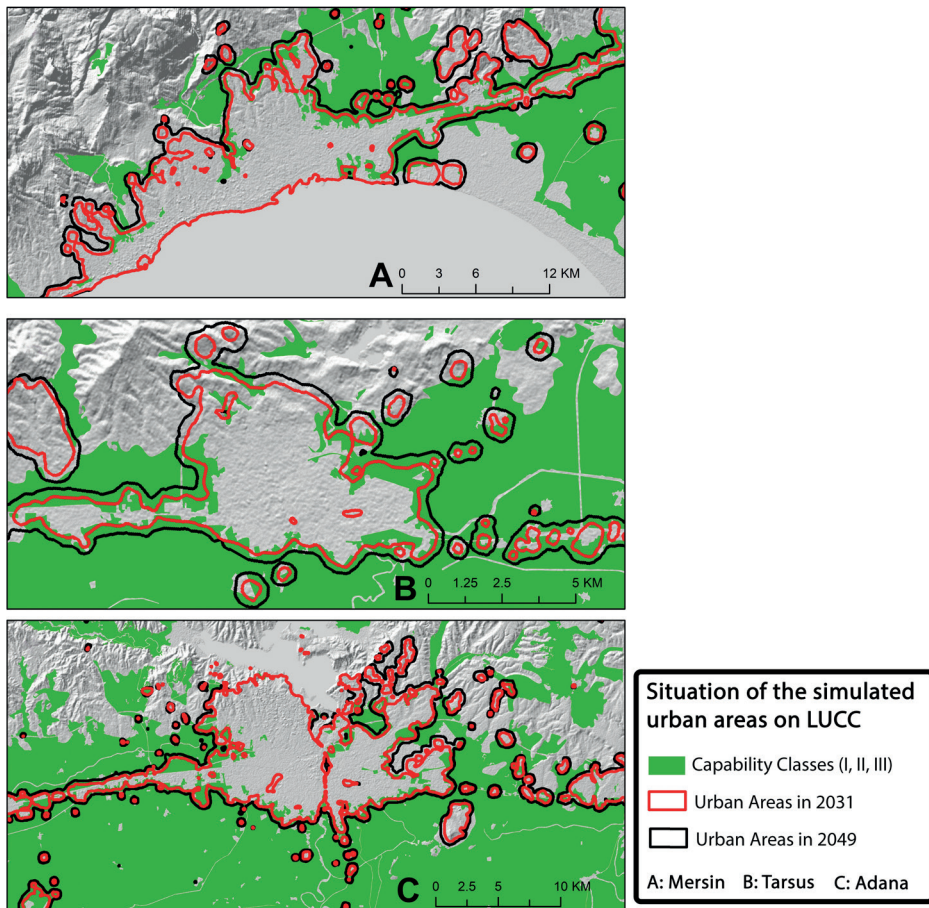 A
0 3 6 12 KM
B
0 1.25 2.5 5 KM
C
0 2.5 5 10 KM
Situation of the simulated
urban areas on LUCC
Capability Classes (I, II, III)
Urban Areas in 2031
Urban Areas in 2049
A: Mersin B: Tarsus C: Adana